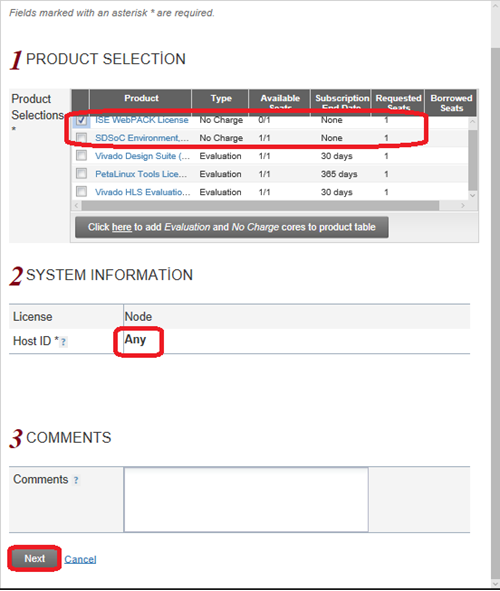 Fields marked with an asterisk * are required.
1 PRODUCT SELECTİON
Product Selections *
Product Type Available Seats Subscription End Date Requested Seats Borrowed Seats
ISE WebPACK License No Charge 0/1 None 1
SDSoC Environment,... No Charge 1/1 None 1
Vivado Design Suite (... Evaluation 1/1 30 days 1
PetaLinux Tools Lice... Evaluation 1/1 365 days 1
Vivado HLS Evaluatio... Evaluation 1/1 30 days 1
Click here to add Evaluation and No Charge cores to product table
2 SYSTEM INFORMATİON
License Node
Host ID * ? Any
3 COMMENTS
Comments ?
Next Cancel